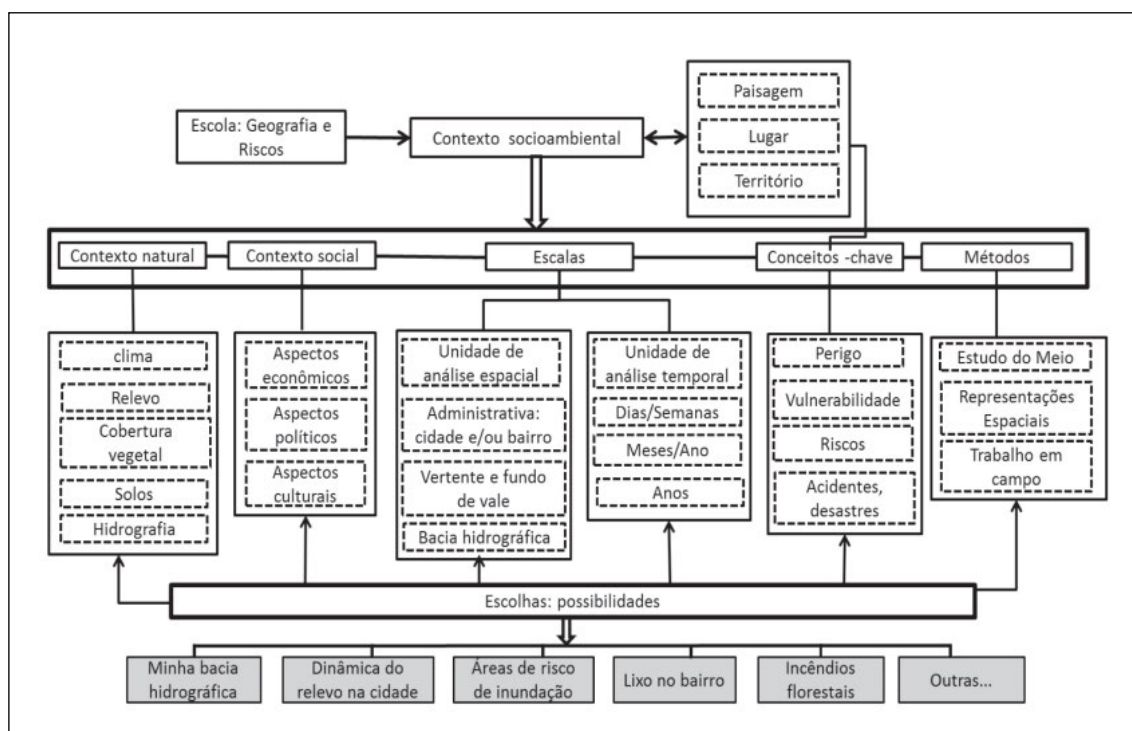 Paisagem
Escola: Geografia e
Riscos
Contexto socioambiental
Lugar
Território
Contexto natural
Contexto social
Escalas
Conceitos -chave
Métodos
clima
Relevo
Cobertura
vegetal
Solos
Hidrografia
Aspectos
econômicos
Aspectos
políticos
Aspectos
culturais
Unidade de
análise espacial
Administrativa:
cidade e/ou bairro
Vertente e fundo
de vale
Bacia hidrográfica
Unidade de
análise temporal
Dias/Semanas
Meses/Ano
Anos
Perigo
Vulnerabilidade
Riscos
Acidentes,
desastres
Estudo do Meio
Representações
Espaciais
Trabalho em
campo
Escolhas: possibilidades
Minha bacia
hidrográfica
Dinâmica do
relevo na cidade
Áreas de risco
de inundação
Lixo no bairro
Incêndios
florestais
Outras...